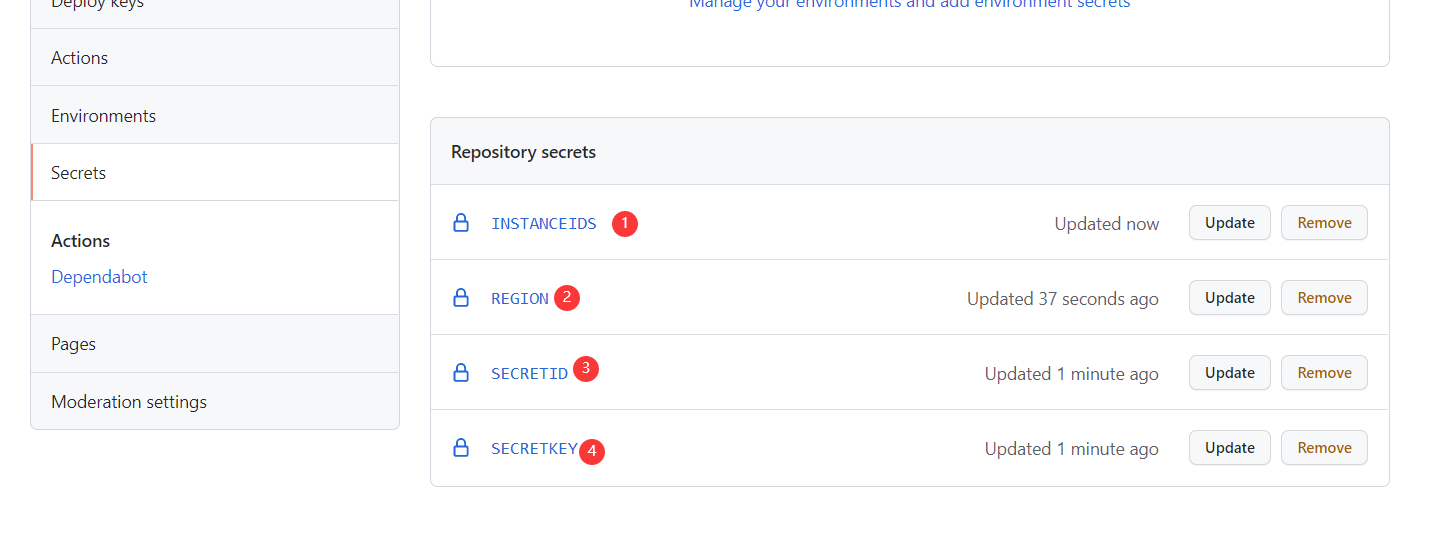 Deploy keys
Manage your environments and add environment secrets
Actions
Environments
Secrets
Actions
Dependabot
Pages
Moderation settings
Repository secrets
INSTANCEIDS 1 Updated now Update Remove
REGION 2 Updated 37 seconds ago Update Remove
SECRETID 3 Updated 1 minute ago Update Remove
SECRETKEY 4 Updated 1 minute ago Update Remove